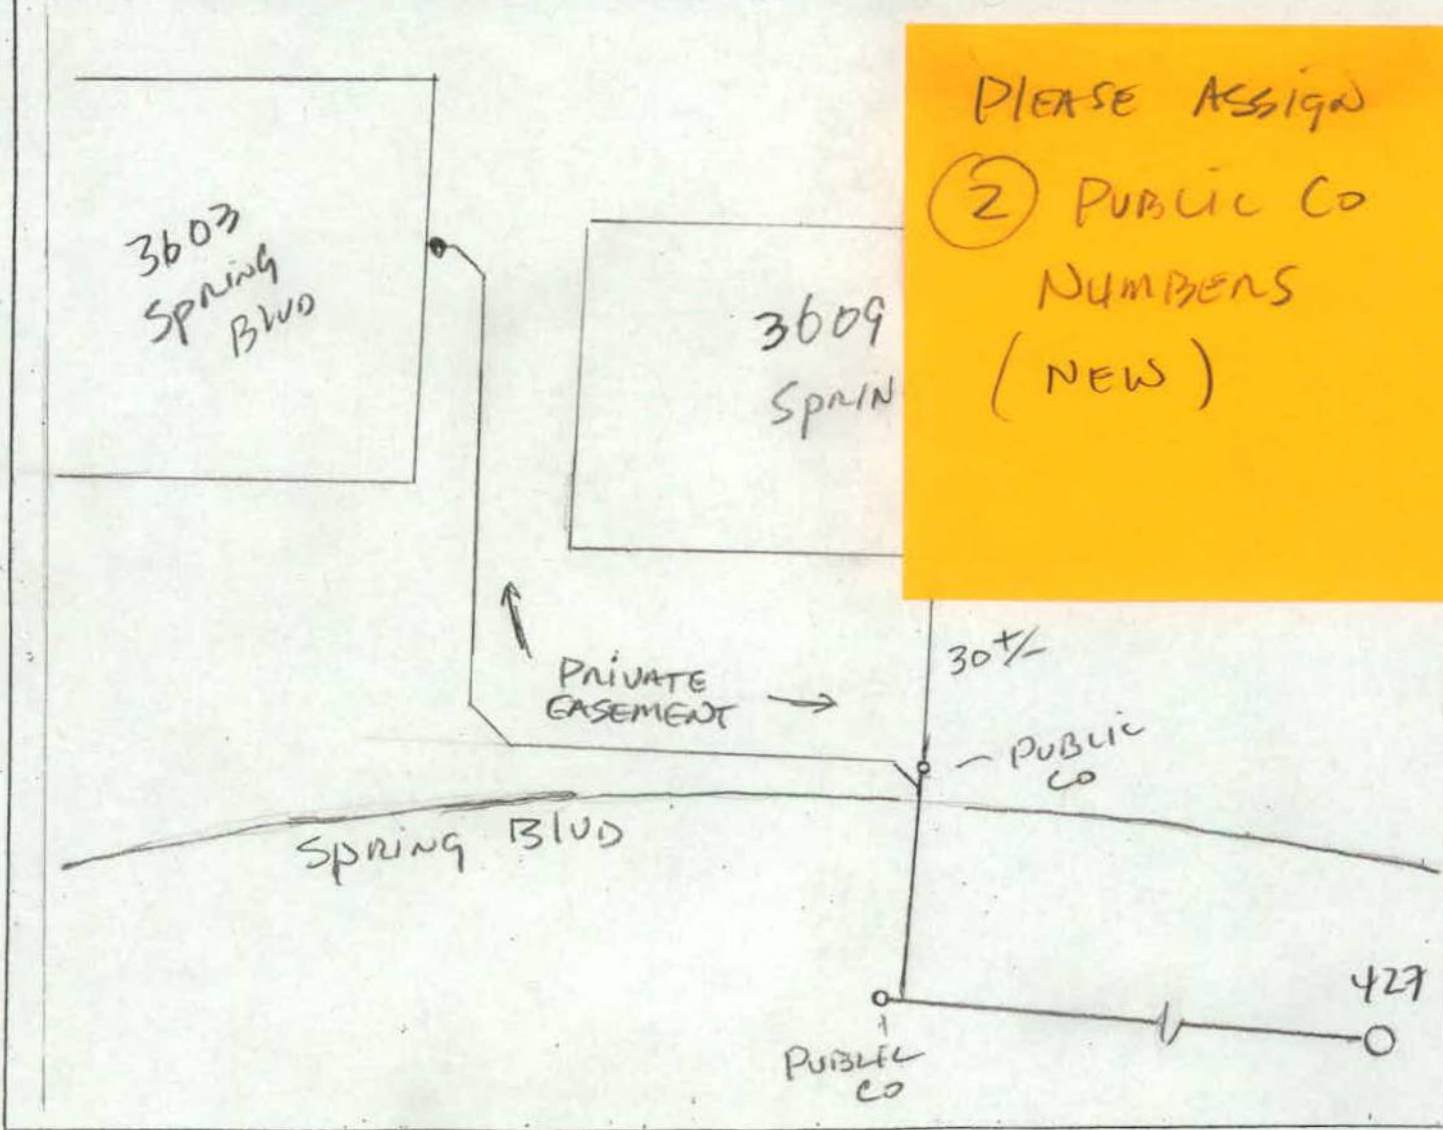 PLEASE ASSIGN
2 PUBLIC CO
NUMBERS
(NEW)
3603
SPRING
BLVD
3609
SPRIN
30 +/-
PRIVATE
EASEMENT
PUBLIC
CO
SPRING BLVD
427
PUBLIC
CO